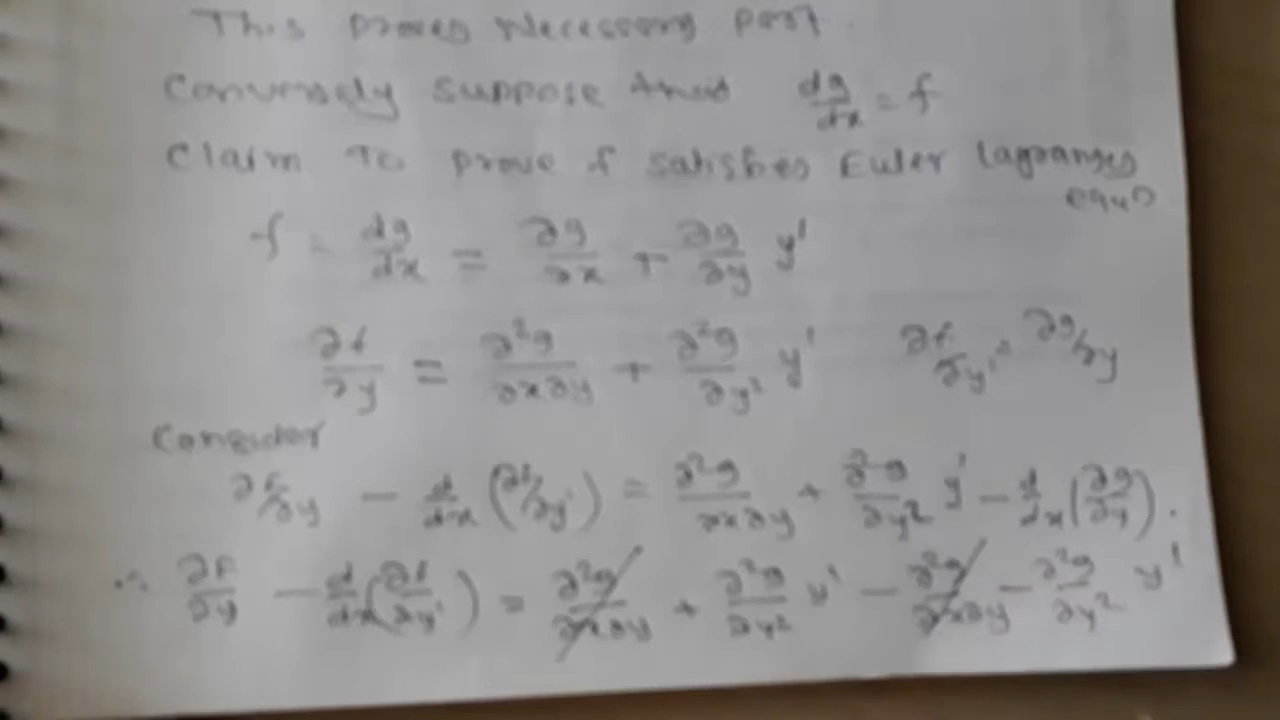 This proves Necessary part.
Conversely suppose that dg/dx = f
Claim To prove f satisfies Euler Lagranges
equn
f = dg/dx = ∂g/∂x + ∂g/∂y y'
∂f/∂y = ∂²g/∂x∂y + ∂²g/∂y² y' ∂f/∂y' = ∂g/∂y
Consider
∂f/∂y - d/dx (∂f/∂y') = ∂²g/∂x∂y + ∂²g/∂y² y' - d/dx (∂g/∂y).
∴ ∂f/∂y - d/dx (∂f/∂y') = ∂²g/∂x∂y + ∂²g/∂y² y' - ∂²g/∂x∂y - ∂²g/∂y² y'